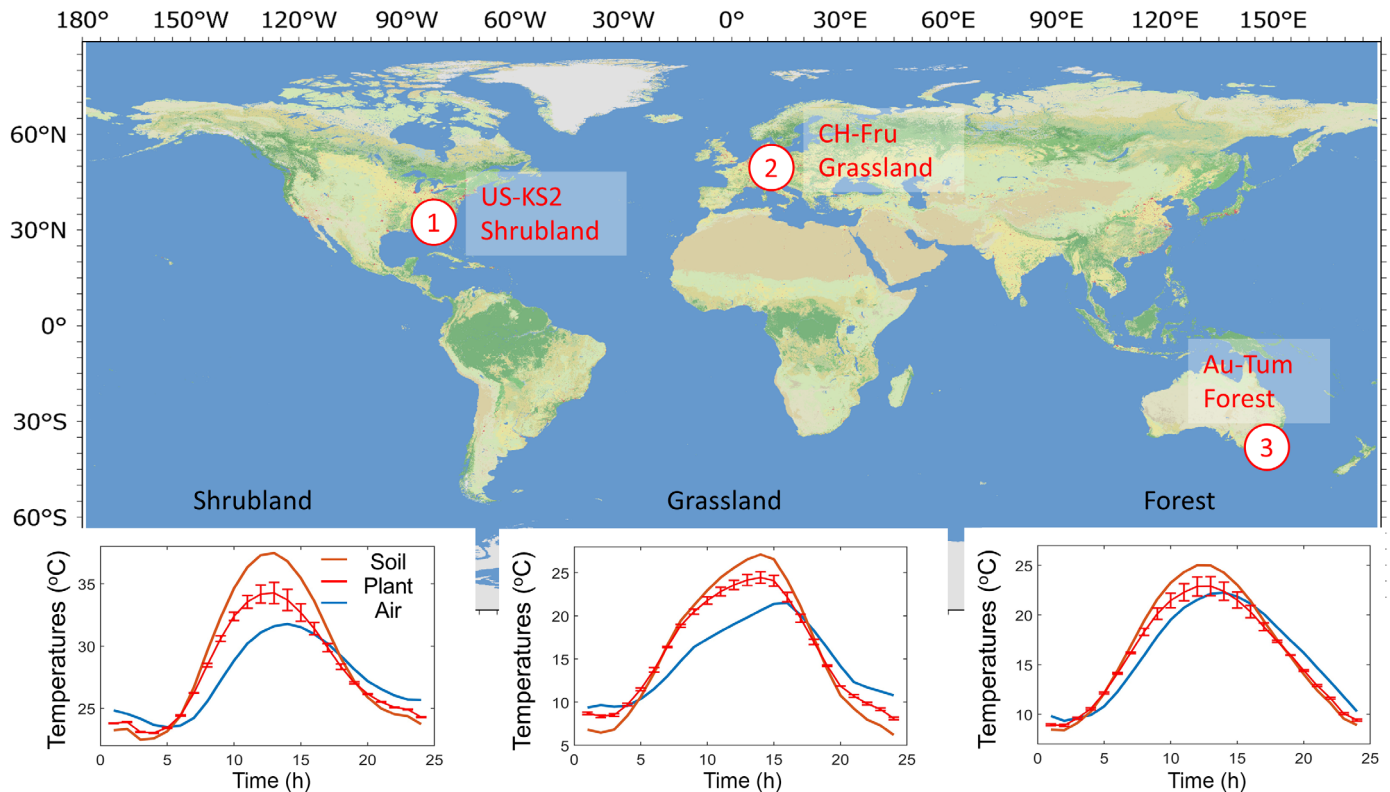 180° 150°W 120°W 90°W 60°W 30°W 0° 30°E 60°E 90°E 120°E 150°E
60°N
30°N
0°
30°S
60°S
1
US-KS2
Shrubland
2
CH-Fru
Grassland
Au-Tum
Forest
3
Shrubland
Grassland
Forest
Temperatures (°C)
35
30
25
0 5 10 15 20 25
Time (h)
Soil
Plant
Air
Temperatures (°C)
25
20
15
10
5
0 5 10 15 20 25
Time (h)
Temperatures (°C)
25
20
15
10
0 5 10 15 20 25
Time (h)